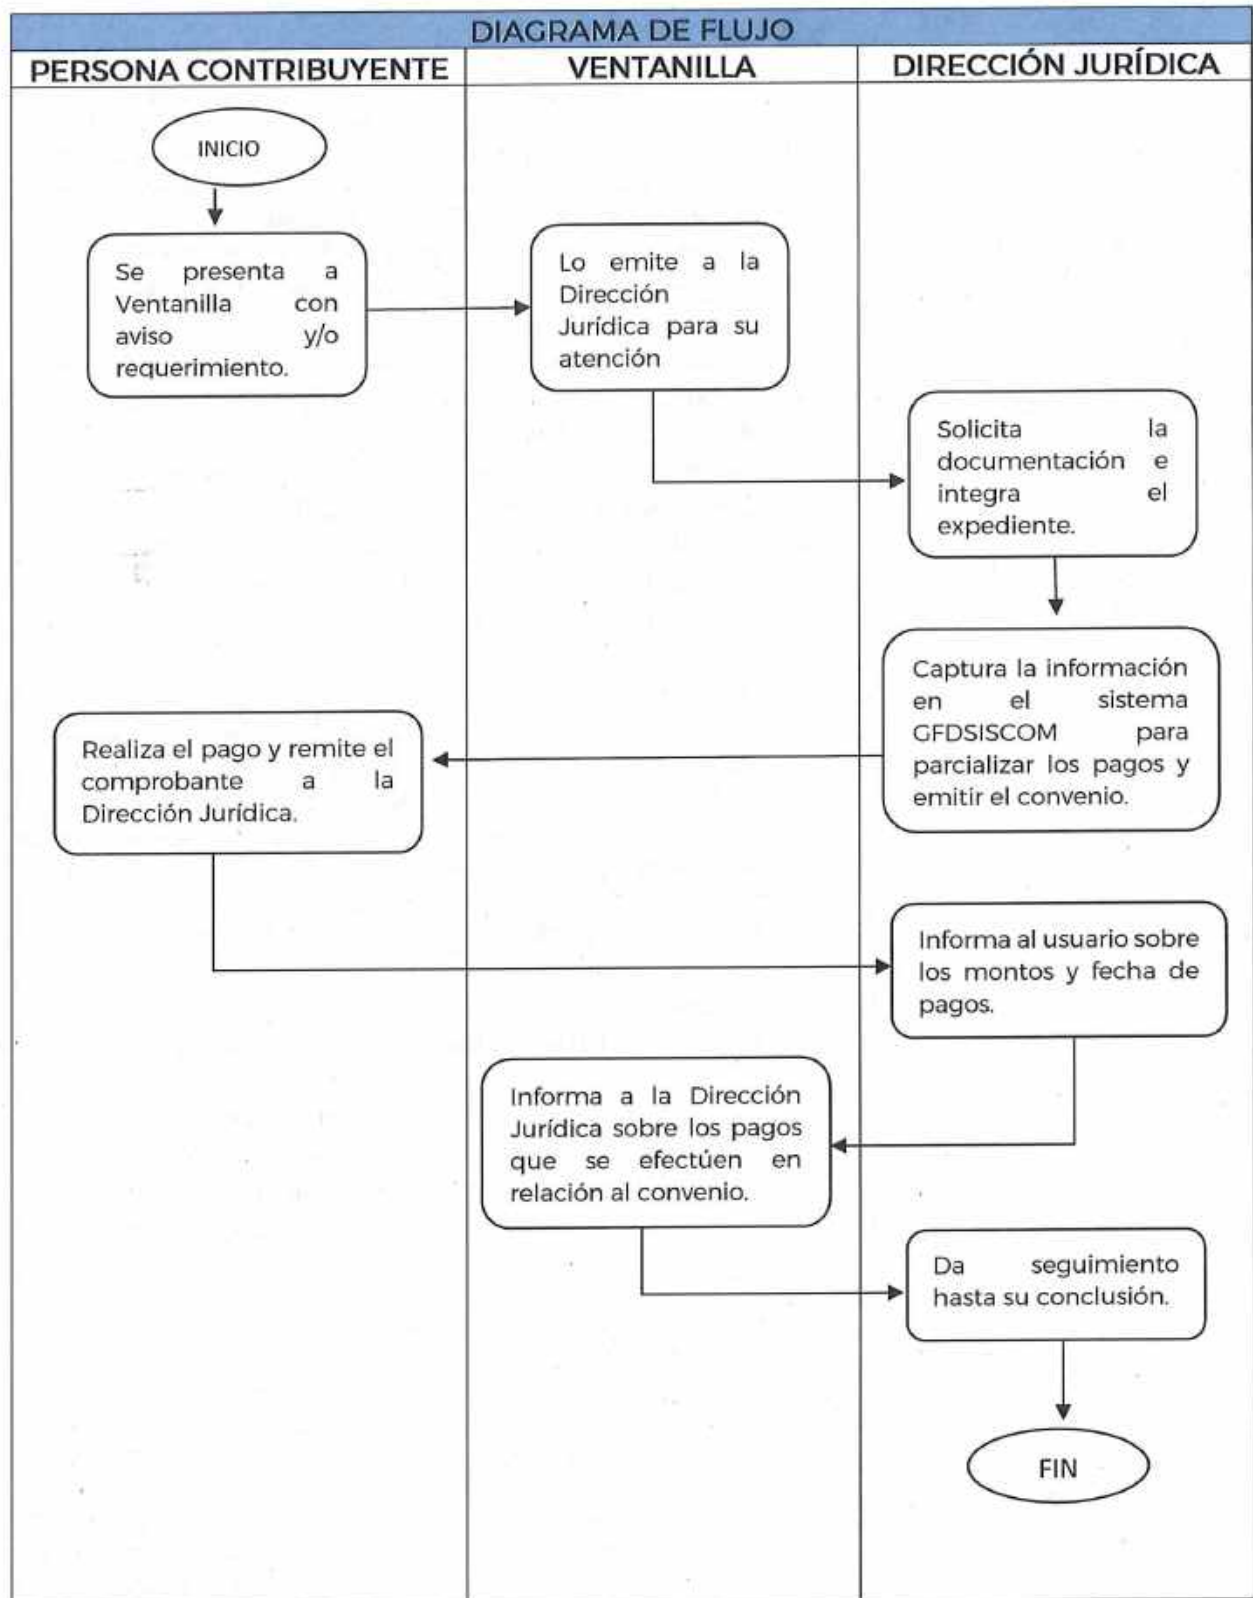 DIAGRAMA DE FLUJO
PERSONA CONTRIBUYENTE
VENTANILLA
DIRECCIÓN JURÍDICA
INICIO
Se presenta a
Ventanilla con
aviso y/o
requerimiento.
Lo emite a la
Dirección
Jurídica para su
atención
Solicita la
documentación e
integra el
expediente.
Captura la información
en el sistema
GFDSISCOM para
parcializar los pagos y
emitir el convenio.
Realiza el pago y remite el
comprobante a la
Dirección Jurídica.
Informa al usuario sobre
los montos y fecha de
pagos.
Informa a la Dirección
Jurídica sobre los pagos
que se efectúen en
relación al convenio.
Da seguimiento
hasta su conclusión.
FIN